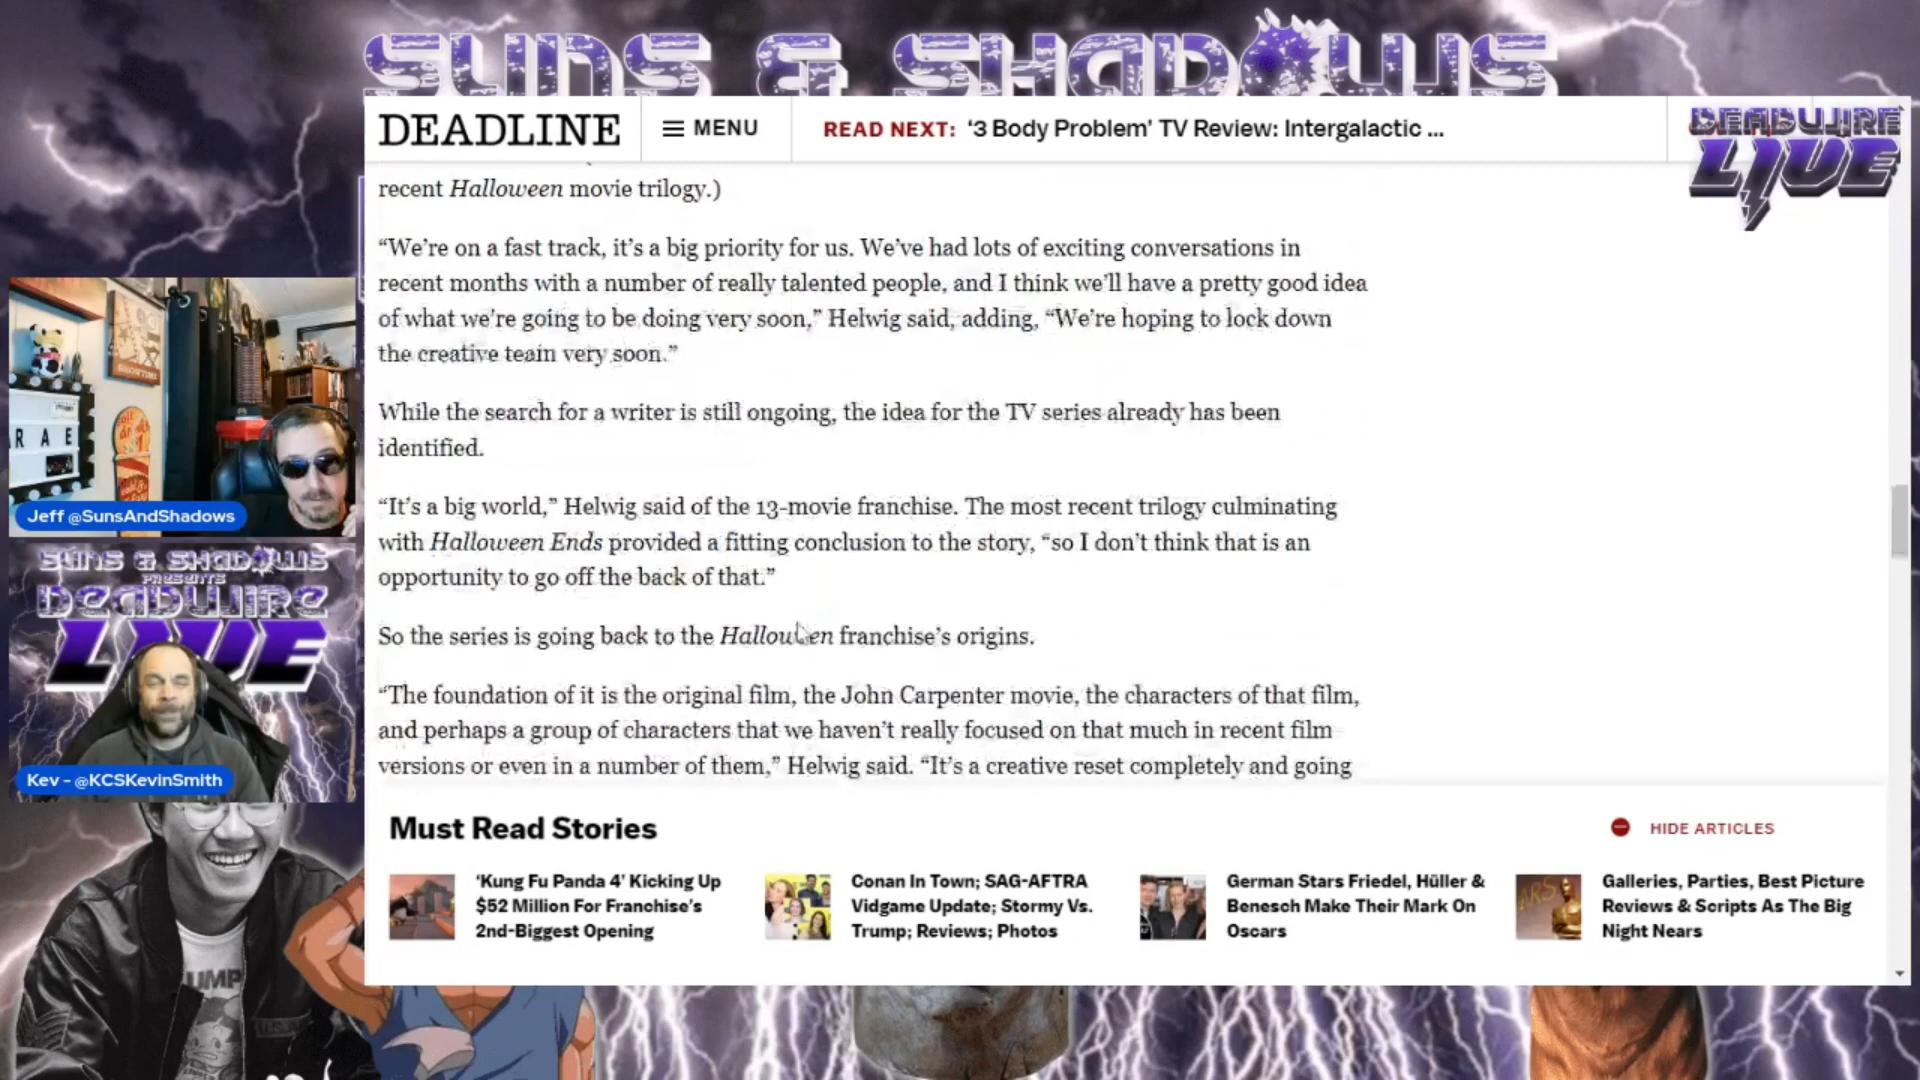 SUNS & SHADOWS
DEADLINE
MENU
READ NEXT: ‘3 Body Problem’ TV Review: Intergalactic ...
DEADWIRE
LIVE
recent Halloween movie trilogy.)
“We’re on a fast track, it’s a big priority for us. We’ve had lots of exciting conversations in
recent months with a number of really talented people, and I think we’ll have a pretty good idea
of what we’re going to be doing very soon,” Helwig said, adding, “We’re hoping to lock down
the creative team very soon.”
While the search for a writer is still ongoing, the idea for the TV series already has been
identified.
“It’s a big world,” Helwig said of the 13-movie franchise. The most recent trilogy culminating
with Halloween Ends provided a fitting conclusion to the story, “so I don’t think that is an
opportunity to go off the back of that.”
So the series is going back to the Halloween franchise’s origins.
“The foundation of it is the original film, the John Carpenter movie, the characters of that film,
and perhaps a group of characters that we haven’t really focused on that much in recent film
versions or even in a number of them,” Helwig said. “It’s a creative reset completely and going
SHOWTIME
R A E
Jeff @SunsAndShadows
SUNS & SHADOWS
PRESENTS
DEADWIRE
LIVE
Kev - @KCSKevinSmith
Must Read Stories
HIDE ARTICLES
‘Kung Fu Panda 4’ Kicking Up
$52 Million For Franchise’s
2nd-Biggest Opening
Conan In Town; SAG-AFTRA
Vidgame Update; Stormy Vs.
Trump; Reviews; Photos
German Stars Friedel, Hüller &
Benesch Make Their Mark On
Oscars
Galleries, Parties, Best Picture
Reviews & Scripts As The Big
Night Nears
UMP